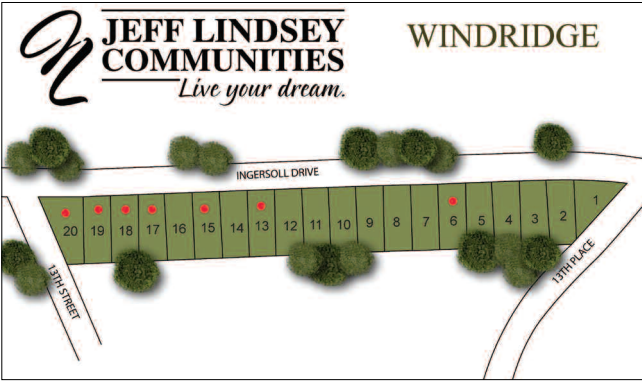 JEFF LINDSEY
COMMUNITIES
Live your dream.
WINDRIDGE
INGERSOLL DRIVE
20 19 18 17 16 15 14 13 12 11 10 9 8 7 6 5 4 3 2 1
13TH STREET
13TH PLACE